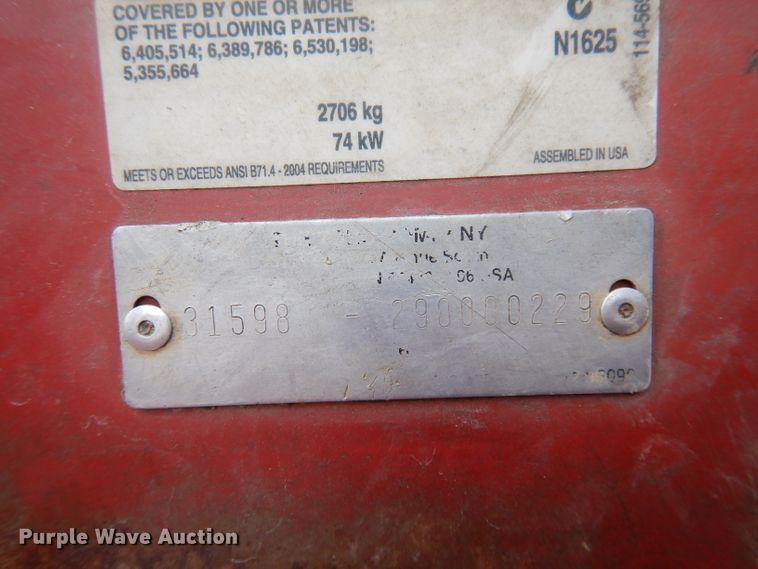 COVERED BY ONE OR MORE
OF THE FOLLOWING PATENTS:
6,405,514; 6,389,786; 6,530,198;
5,355,664
N1625
2706 kg
74 kW
MEETS OR EXCEEDS ANSI B71.4 - 2004 REQUIREMENTS
ASSEMBLED IN USA
31598 - 290000229
Purple Wave Auction